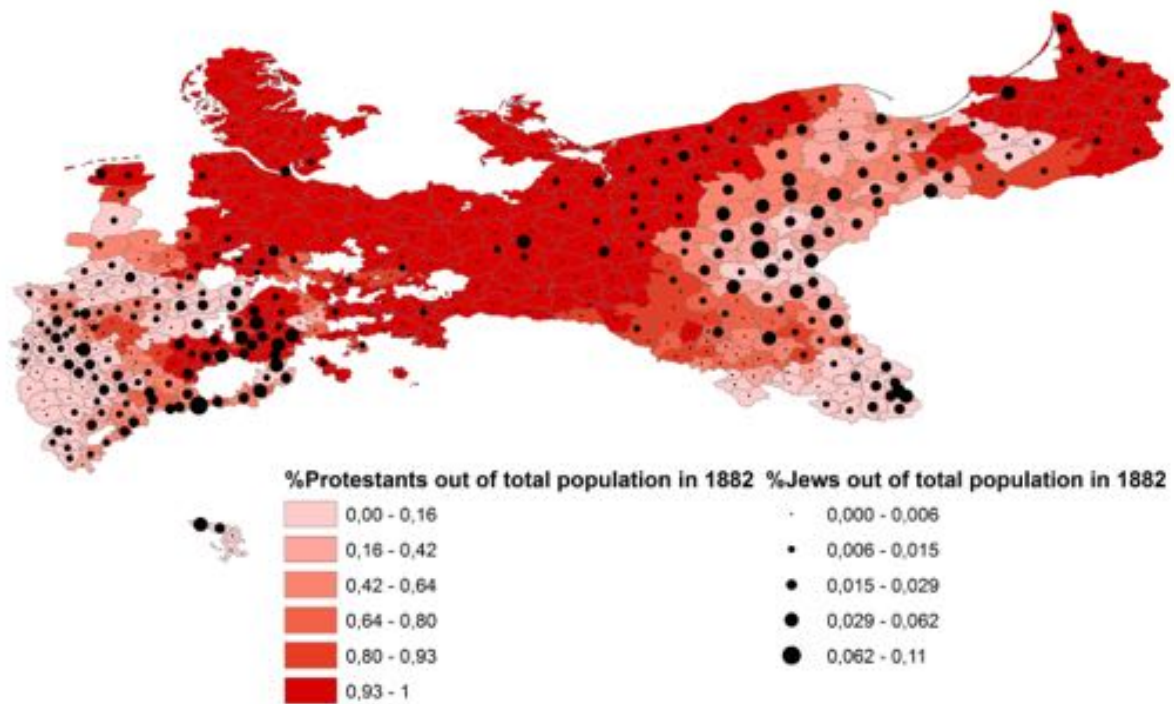 %Protestants out of total population in 1882
0,00 - 0,16
0,16 - 0,42
0,42 - 0,64
0,64 - 0,80
0,80 - 0,93
0,93 - 1
%Jews out of total population in 1882
0,000 - 0,006
0,006 - 0,015
0,015 - 0,029
0,029 - 0,062
0,062 - 0,11